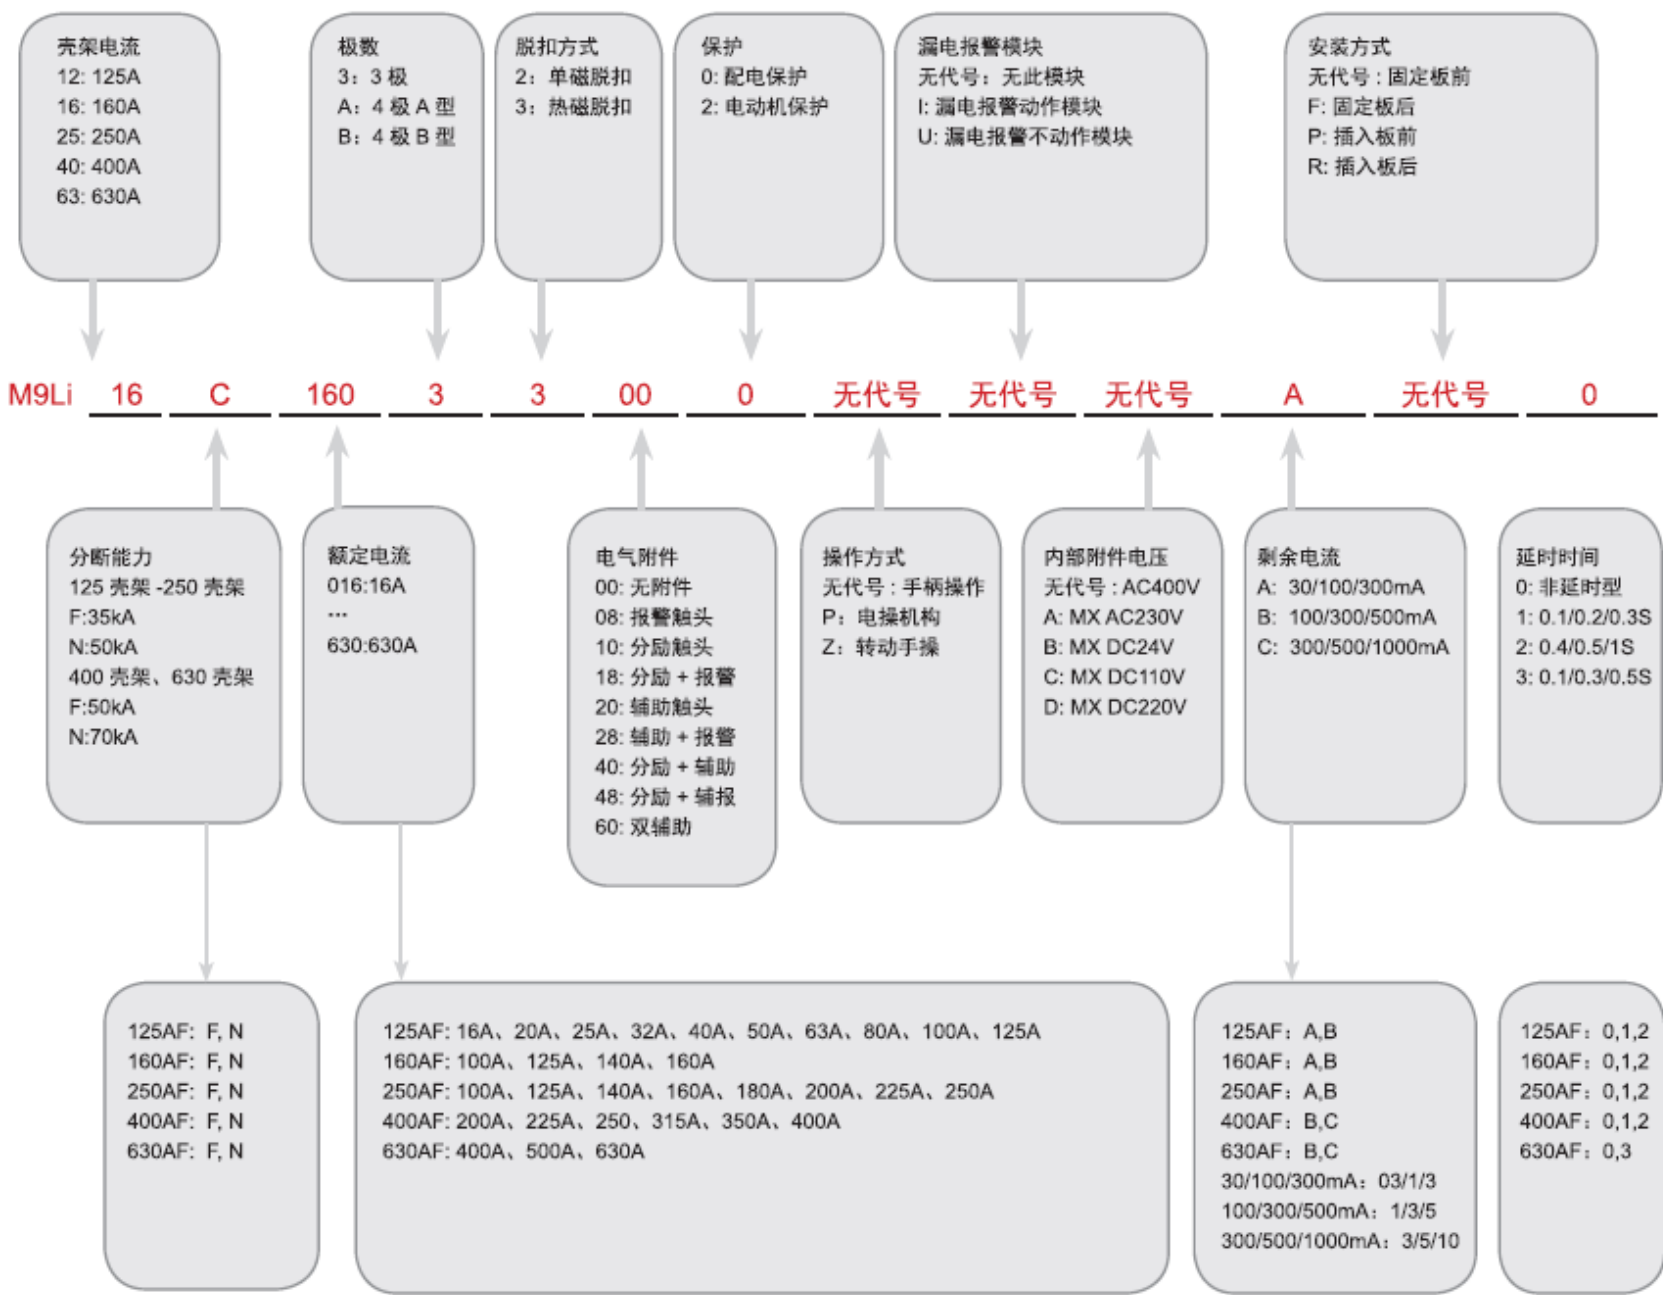 壳架电流
12: 125A
16: 160A
25: 250A
40: 400A
63: 630A
极数
3：3 极
A：4 极 A 型
B：4 极 B 型
脱扣方式
2：单磁脱扣
3：热磁脱扣
保护
0: 配电保护
2: 电动机保护
漏电报警模块
无代号：无此模块
I: 漏电报警动作模块
U: 漏电报警不动作模块
安装方式
无代号 : 固定板前
F: 固定板后
P: 插入板前
R: 插入板后
M9Li 16 C 160 3 3 00 0 无代号 无代号 无代号 A 无代号 0
分断能力
125 壳架 -250 壳架
F:35kA
N:50kA
400 壳架、630 壳架
F:50kA
N:70kA
额定电流
016:16A
...
630:630A
电气附件
00: 无附件
08: 报警触头
10: 分励触头
18: 分励 + 报警
20: 辅助触头
28: 辅助 + 报警
40: 分励 + 辅助
48: 分励 + 辅报
60: 双辅助
操作方式
无代号 : 手柄操作
P：电操机构
Z：转动手操
内部附件电压
无代号 : AC400V
A: MX AC230V
B: MX DC24V
C: MX DC110V
D: MX DC220V
剩余电流
A: 30/100/300mA
B: 100/300/500mA
C: 300/500/1000mA
延时时间
0: 非延时型
1: 0.1/0.2/0.3S
2: 0.4/0.5/1S
3: 0.1/0.3/0.5S
125AF: F, N
160AF: F, N
250AF: F, N
400AF: F, N
630AF: F, N
125AF: 16A、20A、25A、32A、40A、50A、63A、80A、100A、125A
160AF: 100A、125A、140A、160A
250AF: 100A、125A、140A、160A、180A、200A、225A、250A
400AF: 200A、225A、250、315A、350A、400A
630AF: 400A、500A、630A
125AF：A,B
160AF：A,B
250AF：A,B
400AF：B,C
630AF：B,C
30/100/300mA：03/1/3
100/300/500mA：1/3/5
300/500/1000mA：3/5/10
125AF：0,1,2
160AF：0,1,2
250AF：0,1,2
400AF：0,1,2
630AF：0,3